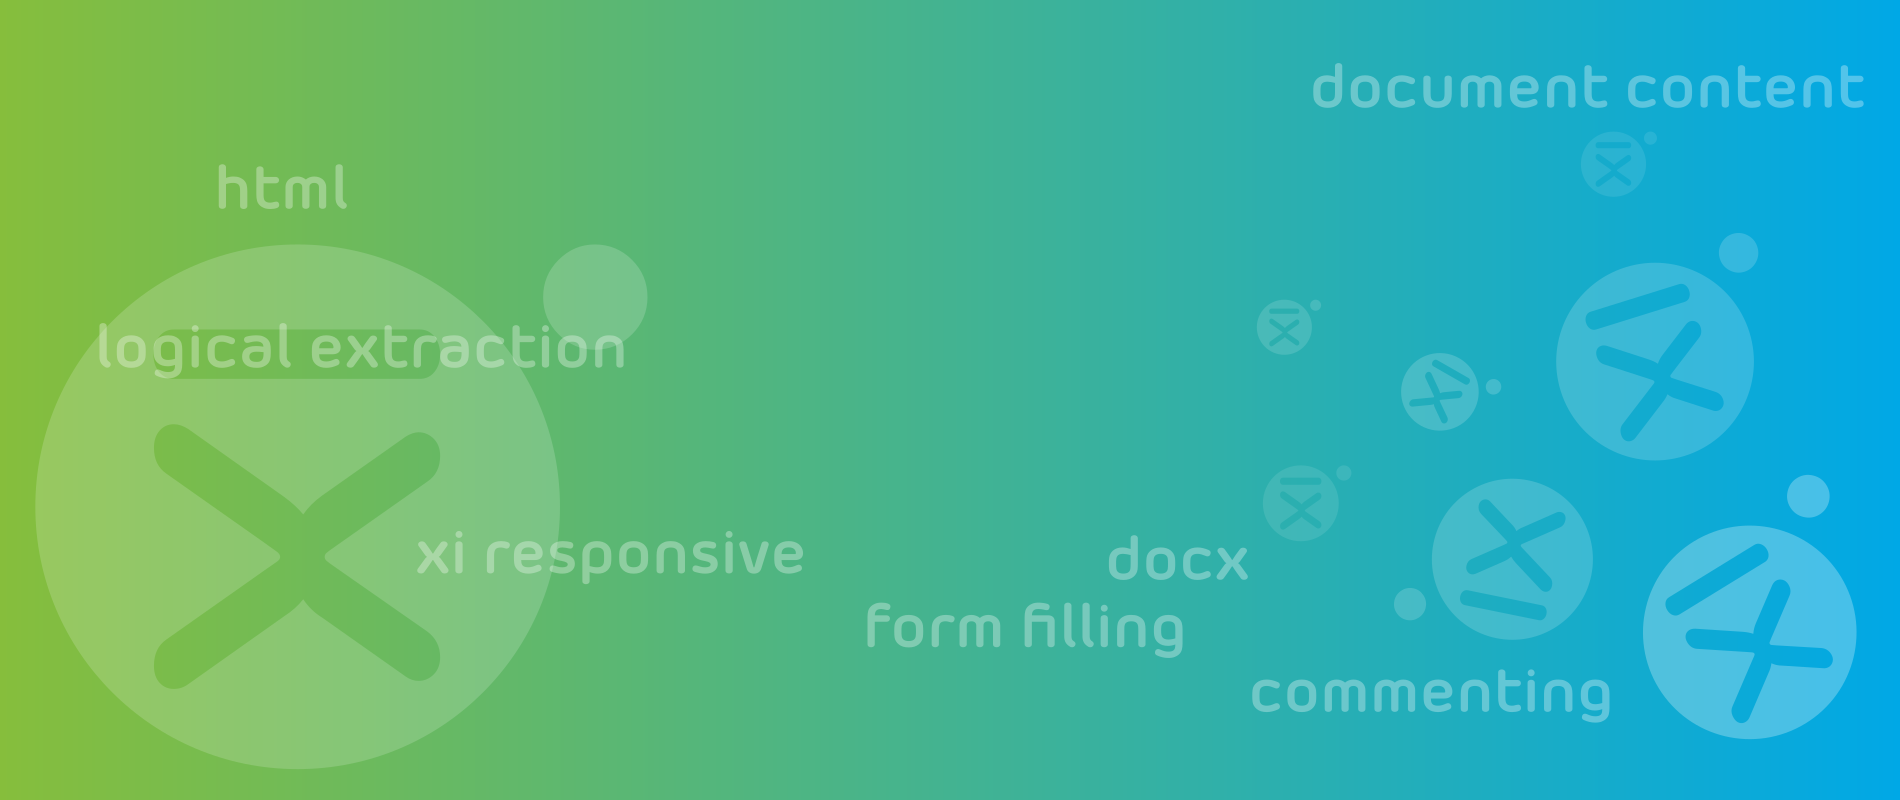 document content
html
logical extraction
xi responsive
docx
form filling
commenting